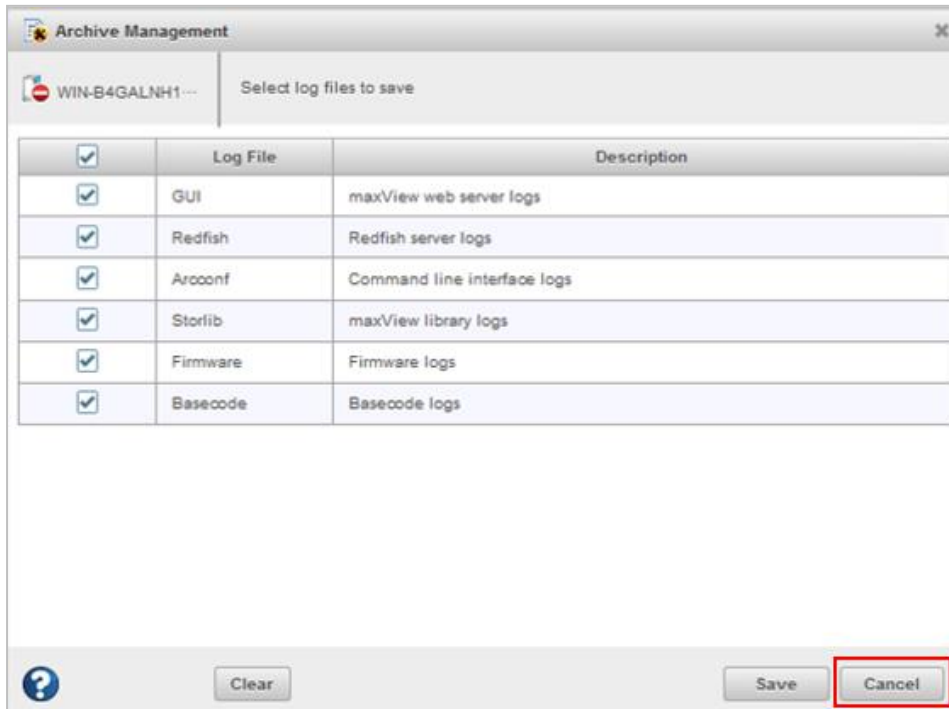 Archive Management
WIN-B4GALNH1... Select log files to save
Log File Description
GUI maxView web server logs
Redfish Redfish server logs
Arcconf Command line interface logs
Storlib maxView library logs
Firmware Firmware logs
Basecode Basecode logs
? Clear Save Cancel